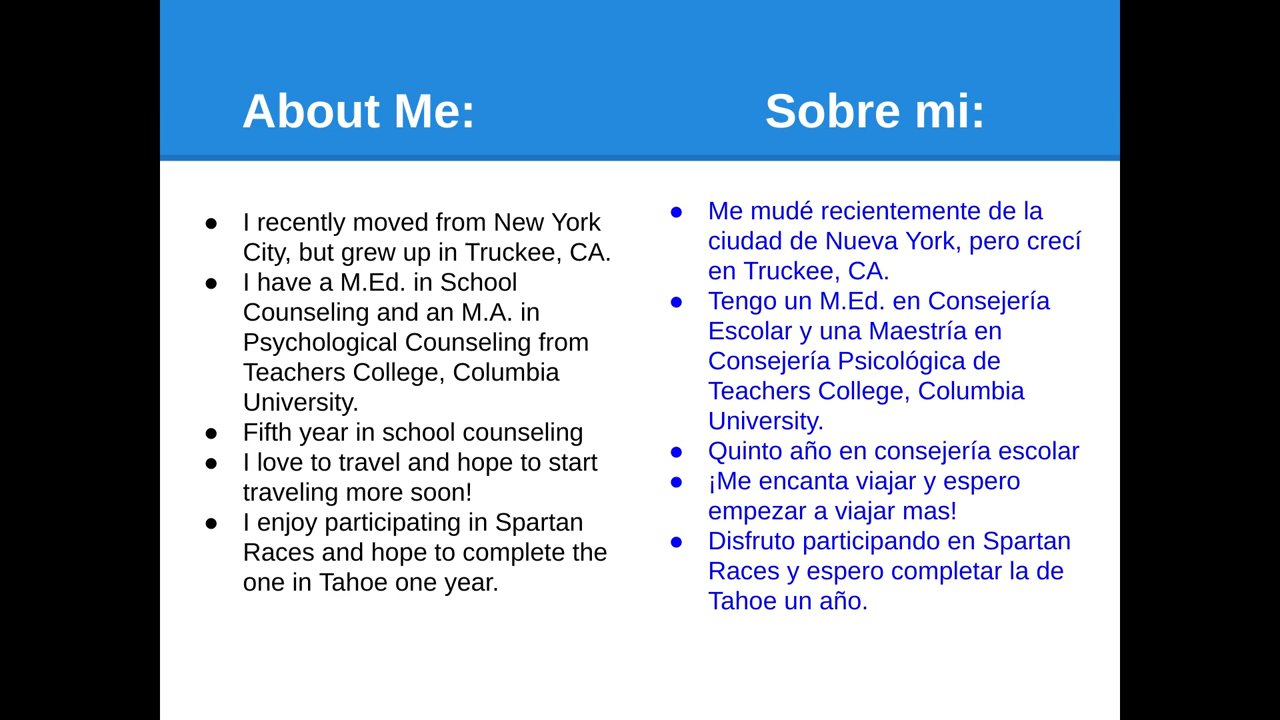 About Me:
● I recently moved from New York
City, but grew up in Truckee, CA.
● I have a M.Ed. in School
Counseling and an M.A. in
Psychological Counseling from
Teachers College, Columbia
University.
● Fifth year in school counseling
● I love to travel and hope to start
traveling more soon!
● I enjoy participating in Spartan
Races and hope to complete the
one in Tahoe one year.
Sobre mi:
● Me mudé recientemente de la
ciudad de Nueva York, pero crecí
en Truckee, CA.
● Tengo un M.Ed. en Consejería
Escolar y una Maestría en
Consejería Psicológica de
Teachers College, Columbia
University.
● Quinto año en consejería escolar
● ¡Me encanta viajar y espero
empezar a viajar mas!
● Disfruto participando en Spartan
Races y espero completar la de
Tahoe un año.